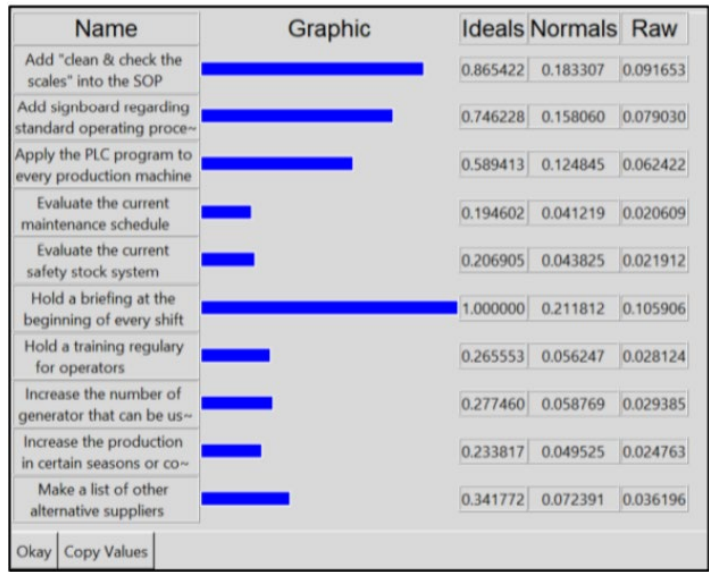 Name Graphic Ideals Normals Raw
Add "clean & check the
scales" into the SOP
0.865422 0.183307 0.091653
Add signboard regarding
standard operating proce~
0.746228 0.158060 0.079030
Apply the PLC program to
every production machine
0.589413 0.124845 0.062422
Evaluate the current
maintenance schedule
0.194602 0.041219 0.020609
Evaluate the current
safety stock system
0.206905 0.043825 0.021912
Hold a briefing at the
beginning of every shift
1.000000 0.211812 0.105906
Hold a training regulary
for operators
0.265553 0.056247 0.028124
Increase the number of
generator that can be us~
0.277460 0.058769 0.029385
Increase the production
in certain seasons or co~
0.233817 0.049525 0.024763
Make a list of other
alternative suppliers
0.341772 0.072391 0.036196
Okay Copy Values